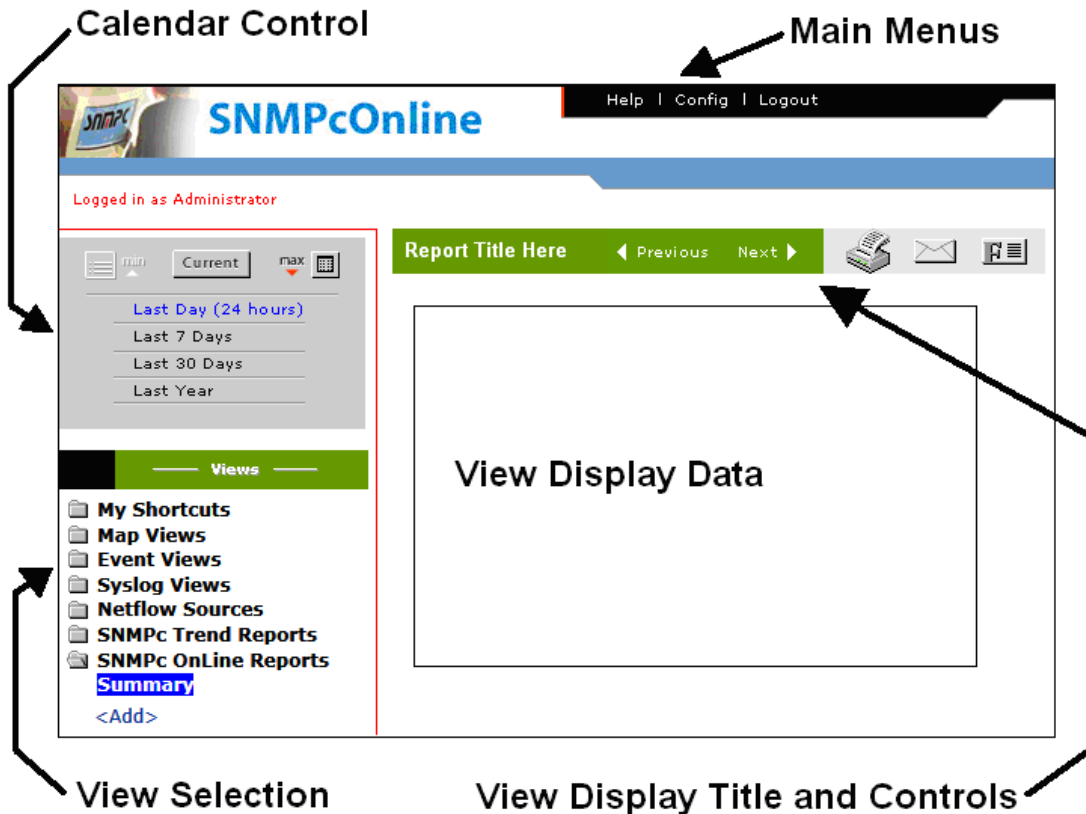 Calendar Control
Main Menus
snmpc
SNMPcOnline
Help | Config | Logout
Logged in as Administrator
min
Current
max
Last Day (24 hours)
Last 7 Days
Last 30 Days
Last Year
Report Title Here
Previous
Next
F
View Display Data
Views
My Shortcuts
Map Views
Event Views
Syslog Views
Netflow Sources
SNMPc Trend Reports
SNMPc OnLine Reports
Summary
<Add>
View Selection
View Display Title and Controls